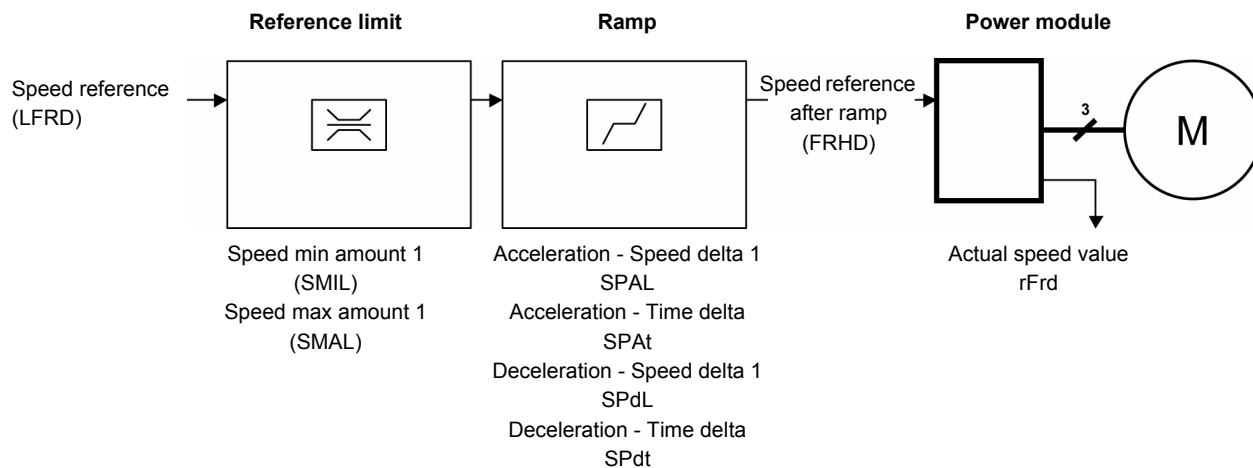 Reference limit
Ramp
Power module
Speed reference
(LFRD)
Speed reference
after ramp
(FRHD)
3
M
Speed min amount 1
(SMIL)
Speed max amount 1
(SMAL)
Acceleration - Speed delta 1
SPAL
Acceleration - Time delta
SPAt
Deceleration - Speed delta 1
SPdL
Deceleration - Time delta
SPdt
Actual speed value
rFrd